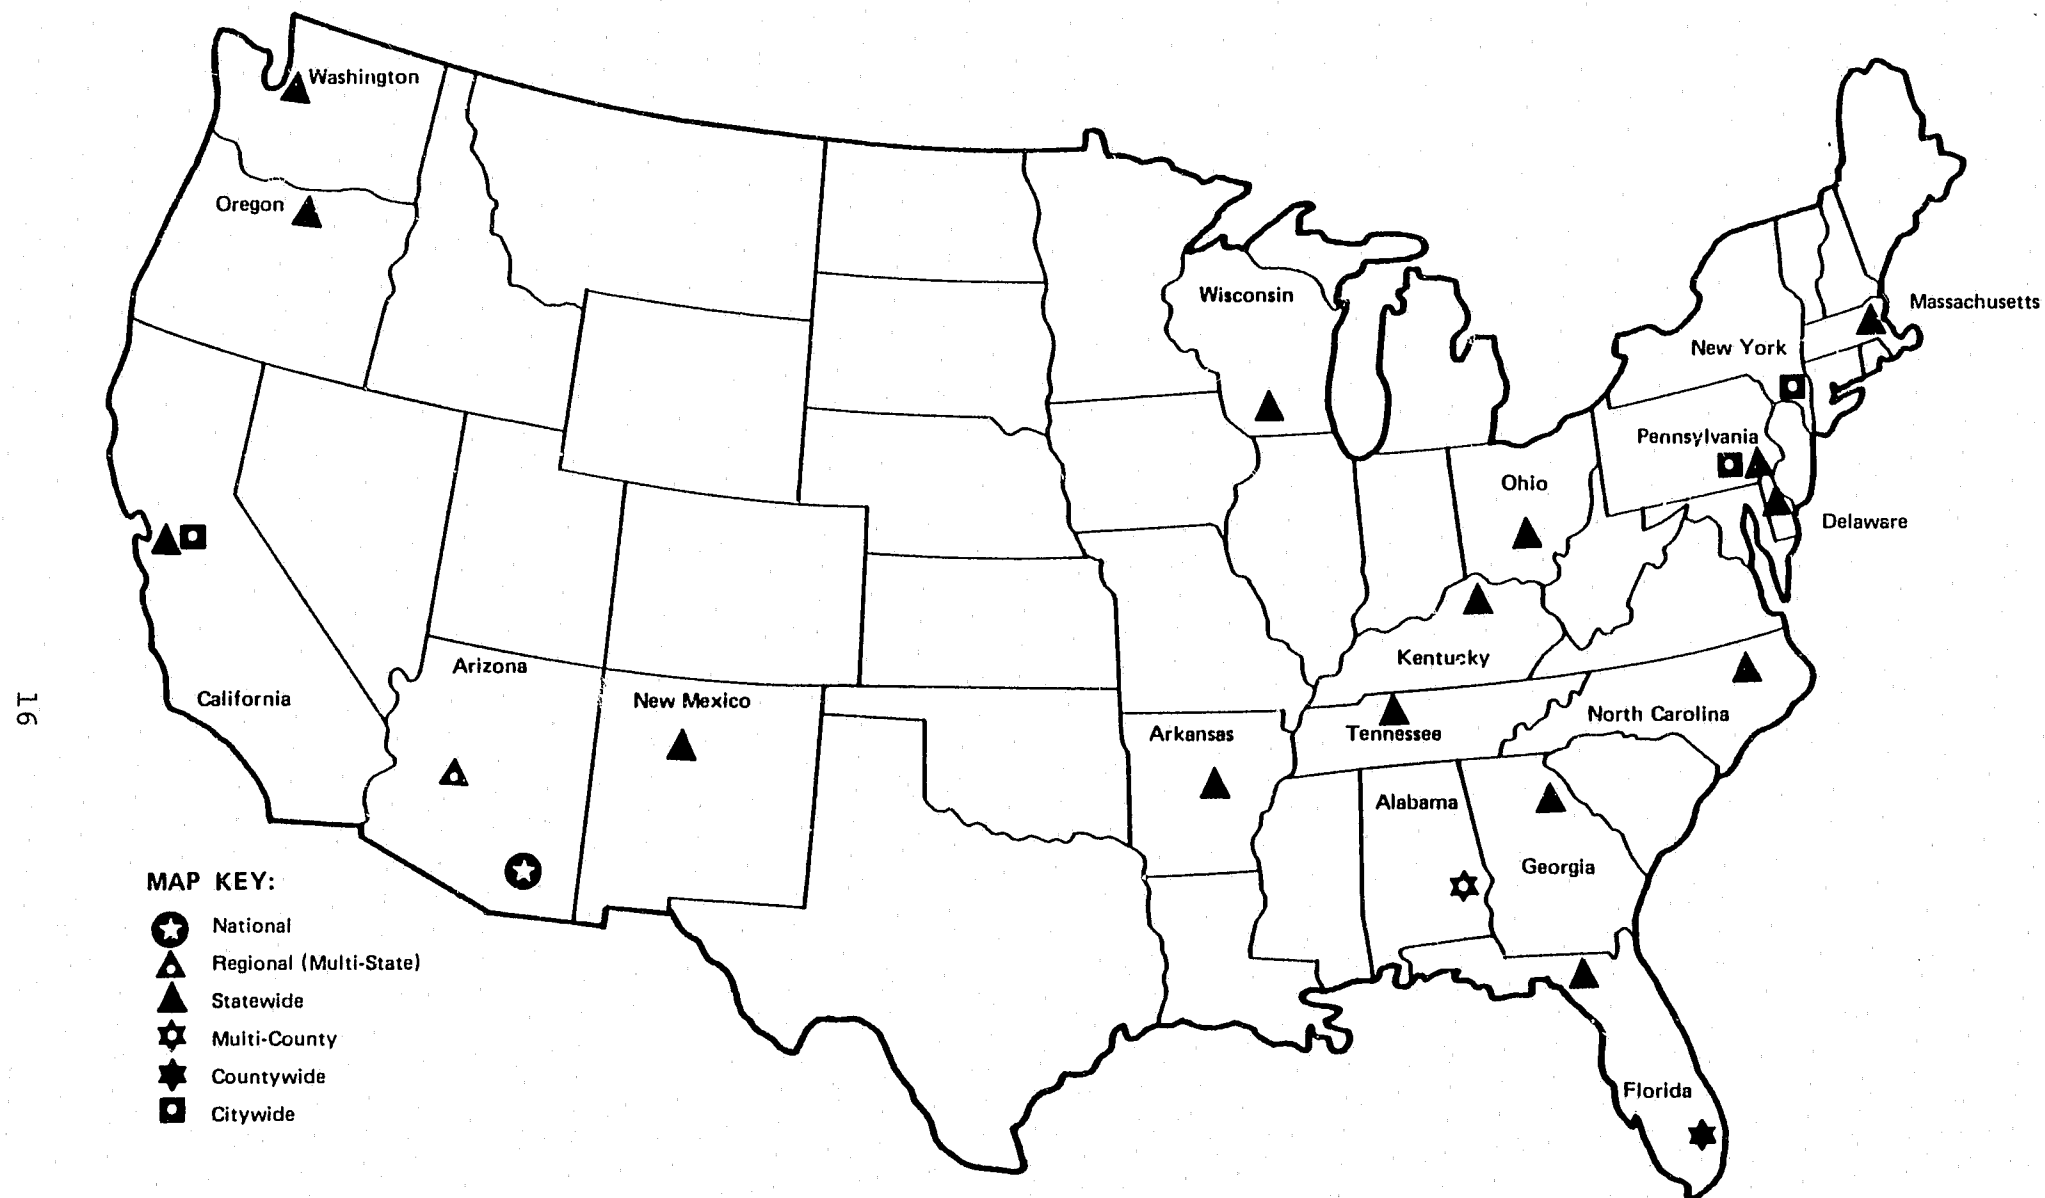 Washington
Oregon
Wisconsin
Massachusetts
New York
Pennsylvania
Ohio
Delaware
Kentucky
Arizona
California
New Mexico
North Carolina
Arkansas
Tennessee
Alabama
Georgia
Florida
MAP KEY:
National
Regional (Multi-State)
Statewide
Multi-County
Countywide
Citywide
16